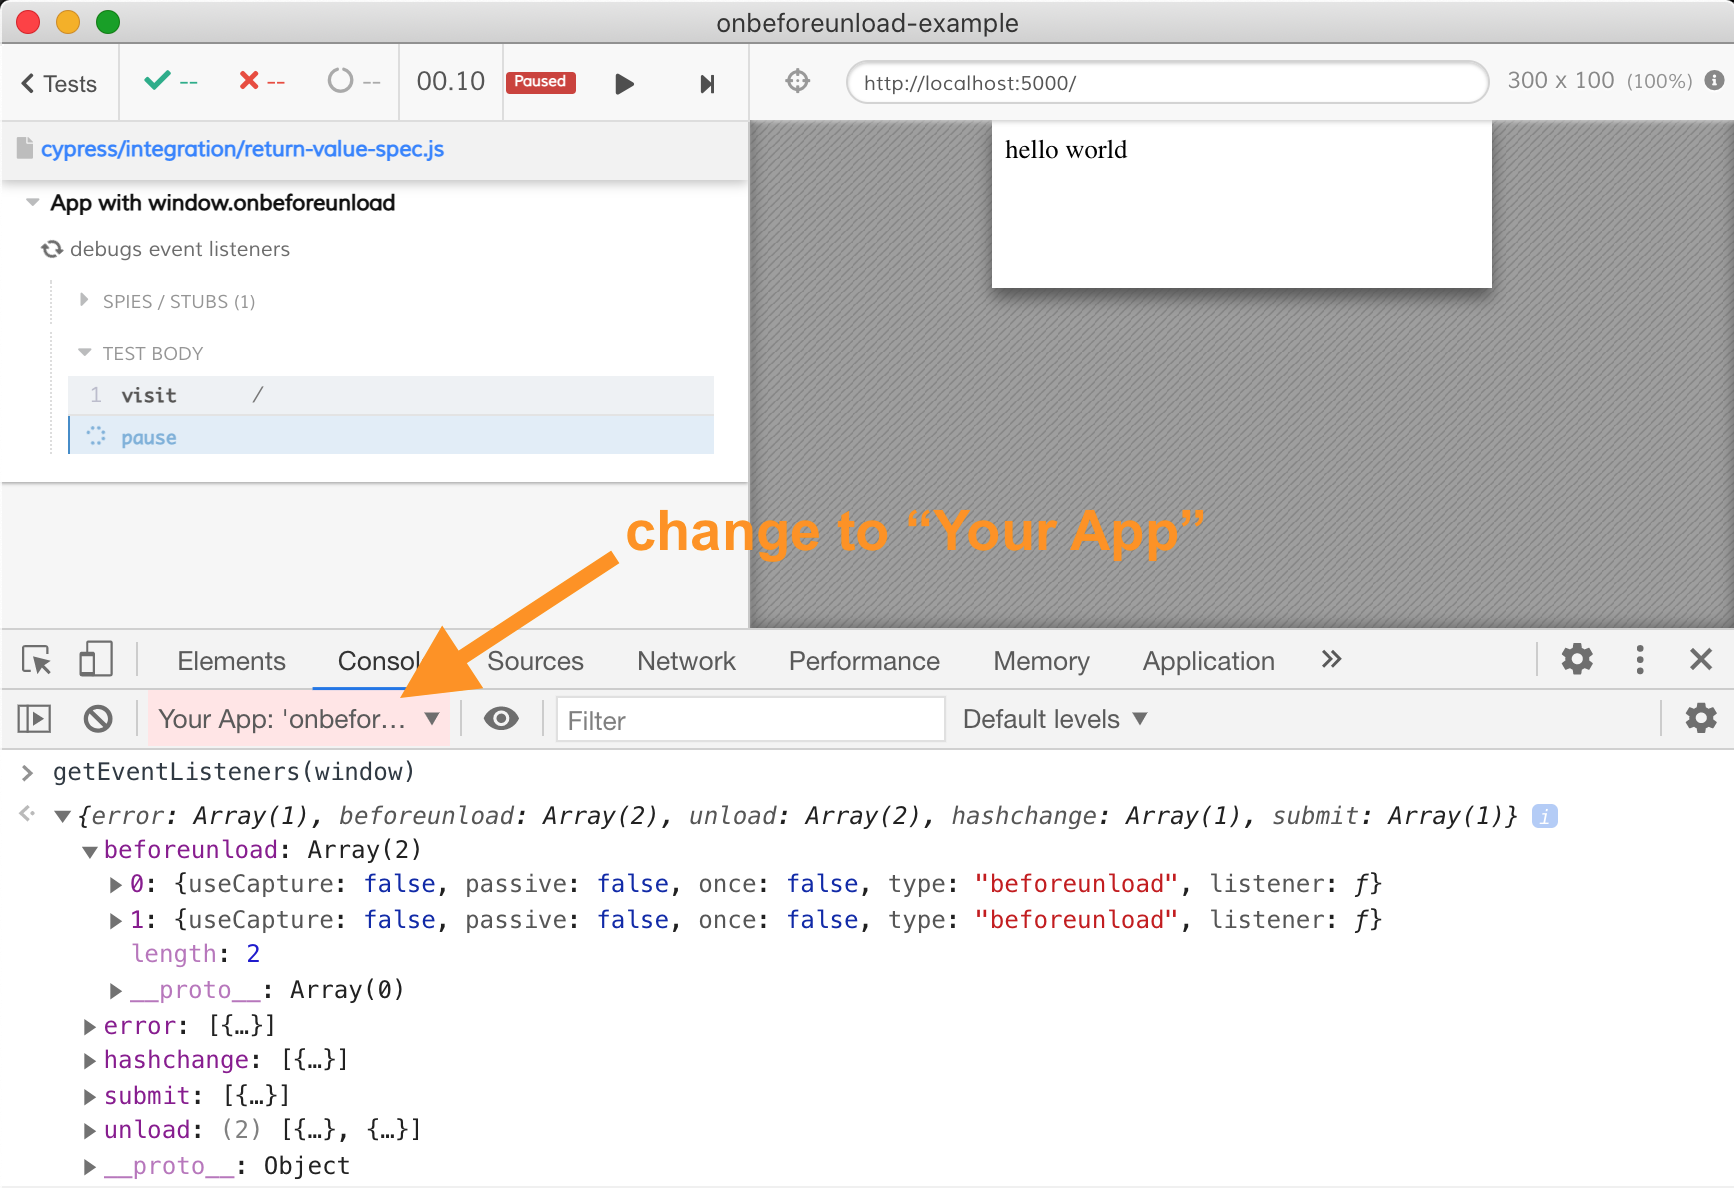 onbeforeunload-example
Tests -- -- -- 00.10 Paused http://localhost:5000/ 300 x 100 (100%)
cypress/integration/return-value-spec.js
hello world
App with window.onbeforeunload
debugs event listeners
SPIES / STUBS (1)
TEST BODY
1 visit /
pause
change to “Your App”
Elements Consol Sources Network Performance Memory Application »
Your App: 'onbefor… ▼ Filter Default levels ▼
> getEventListeners(window)
{error: Array(1), beforeunload: Array(2), unload: Array(2), hashchange: Array(1), submit: Array(1)} i
beforeunload: Array(2)
0: {useCapture: false, passive: false, once: false, type: "beforeunload", listener: ƒ}
1: {useCapture: false, passive: false, once: false, type: "beforeunload", listener: ƒ}
length: 2
__proto__: Array(0)
error: [{…}]
hashchange: [{…}]
submit: [{…}]
unload: (2) [{…}, {…}]
__proto__: Object